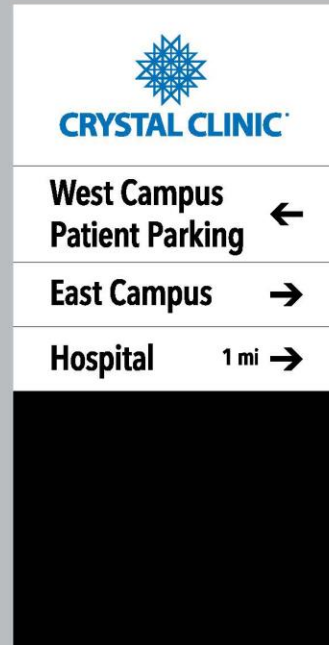 CRYSTAL CLINIC
West Campus
Patient Parking ←
East Campus →
Hospital 1 mi →